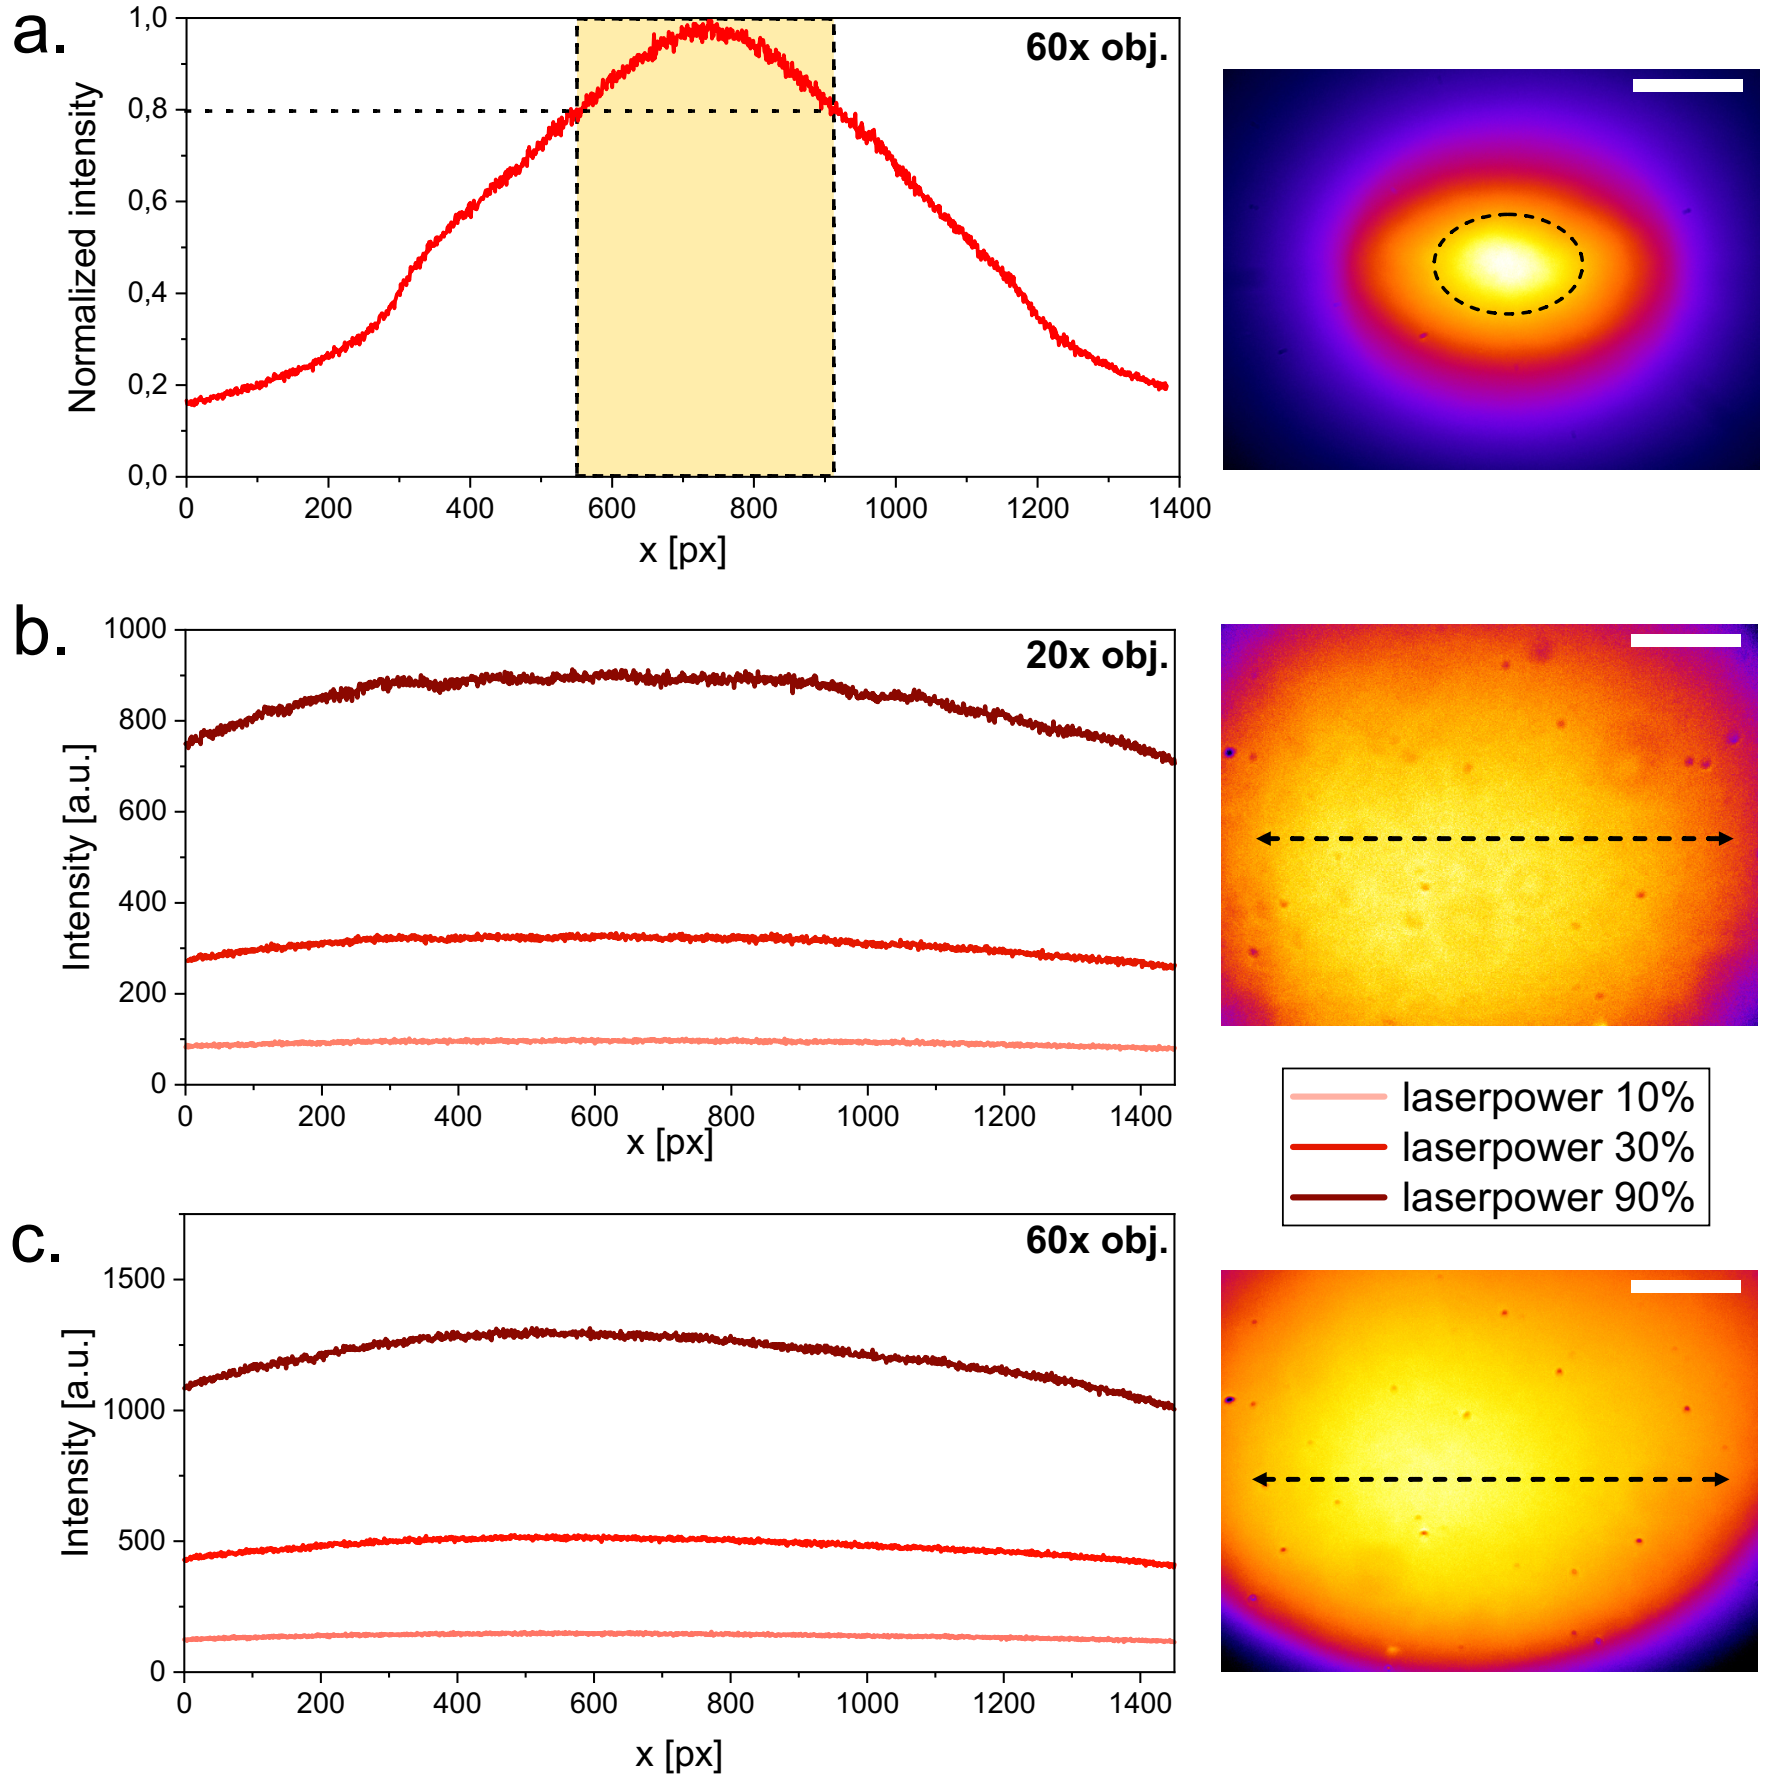 a.
60x obj.
Normalized intensity
1,0
0,8
0,6
0,4
0,2
0,0
0 200 400 600 800 1000 1200 1400
x [px]
b.
20x obj.
Intensity [a.u.]
1000
800
600
400
200
0
0 200 400 600 800 1000 1200 1400
x [px]
laserpower 10%
laserpower 30%
laserpower 90%
c.
60x obj.
Intensity [a.u.]
1500
1000
500
0
0 200 400 600 800 1000 1200 1400
x [px]